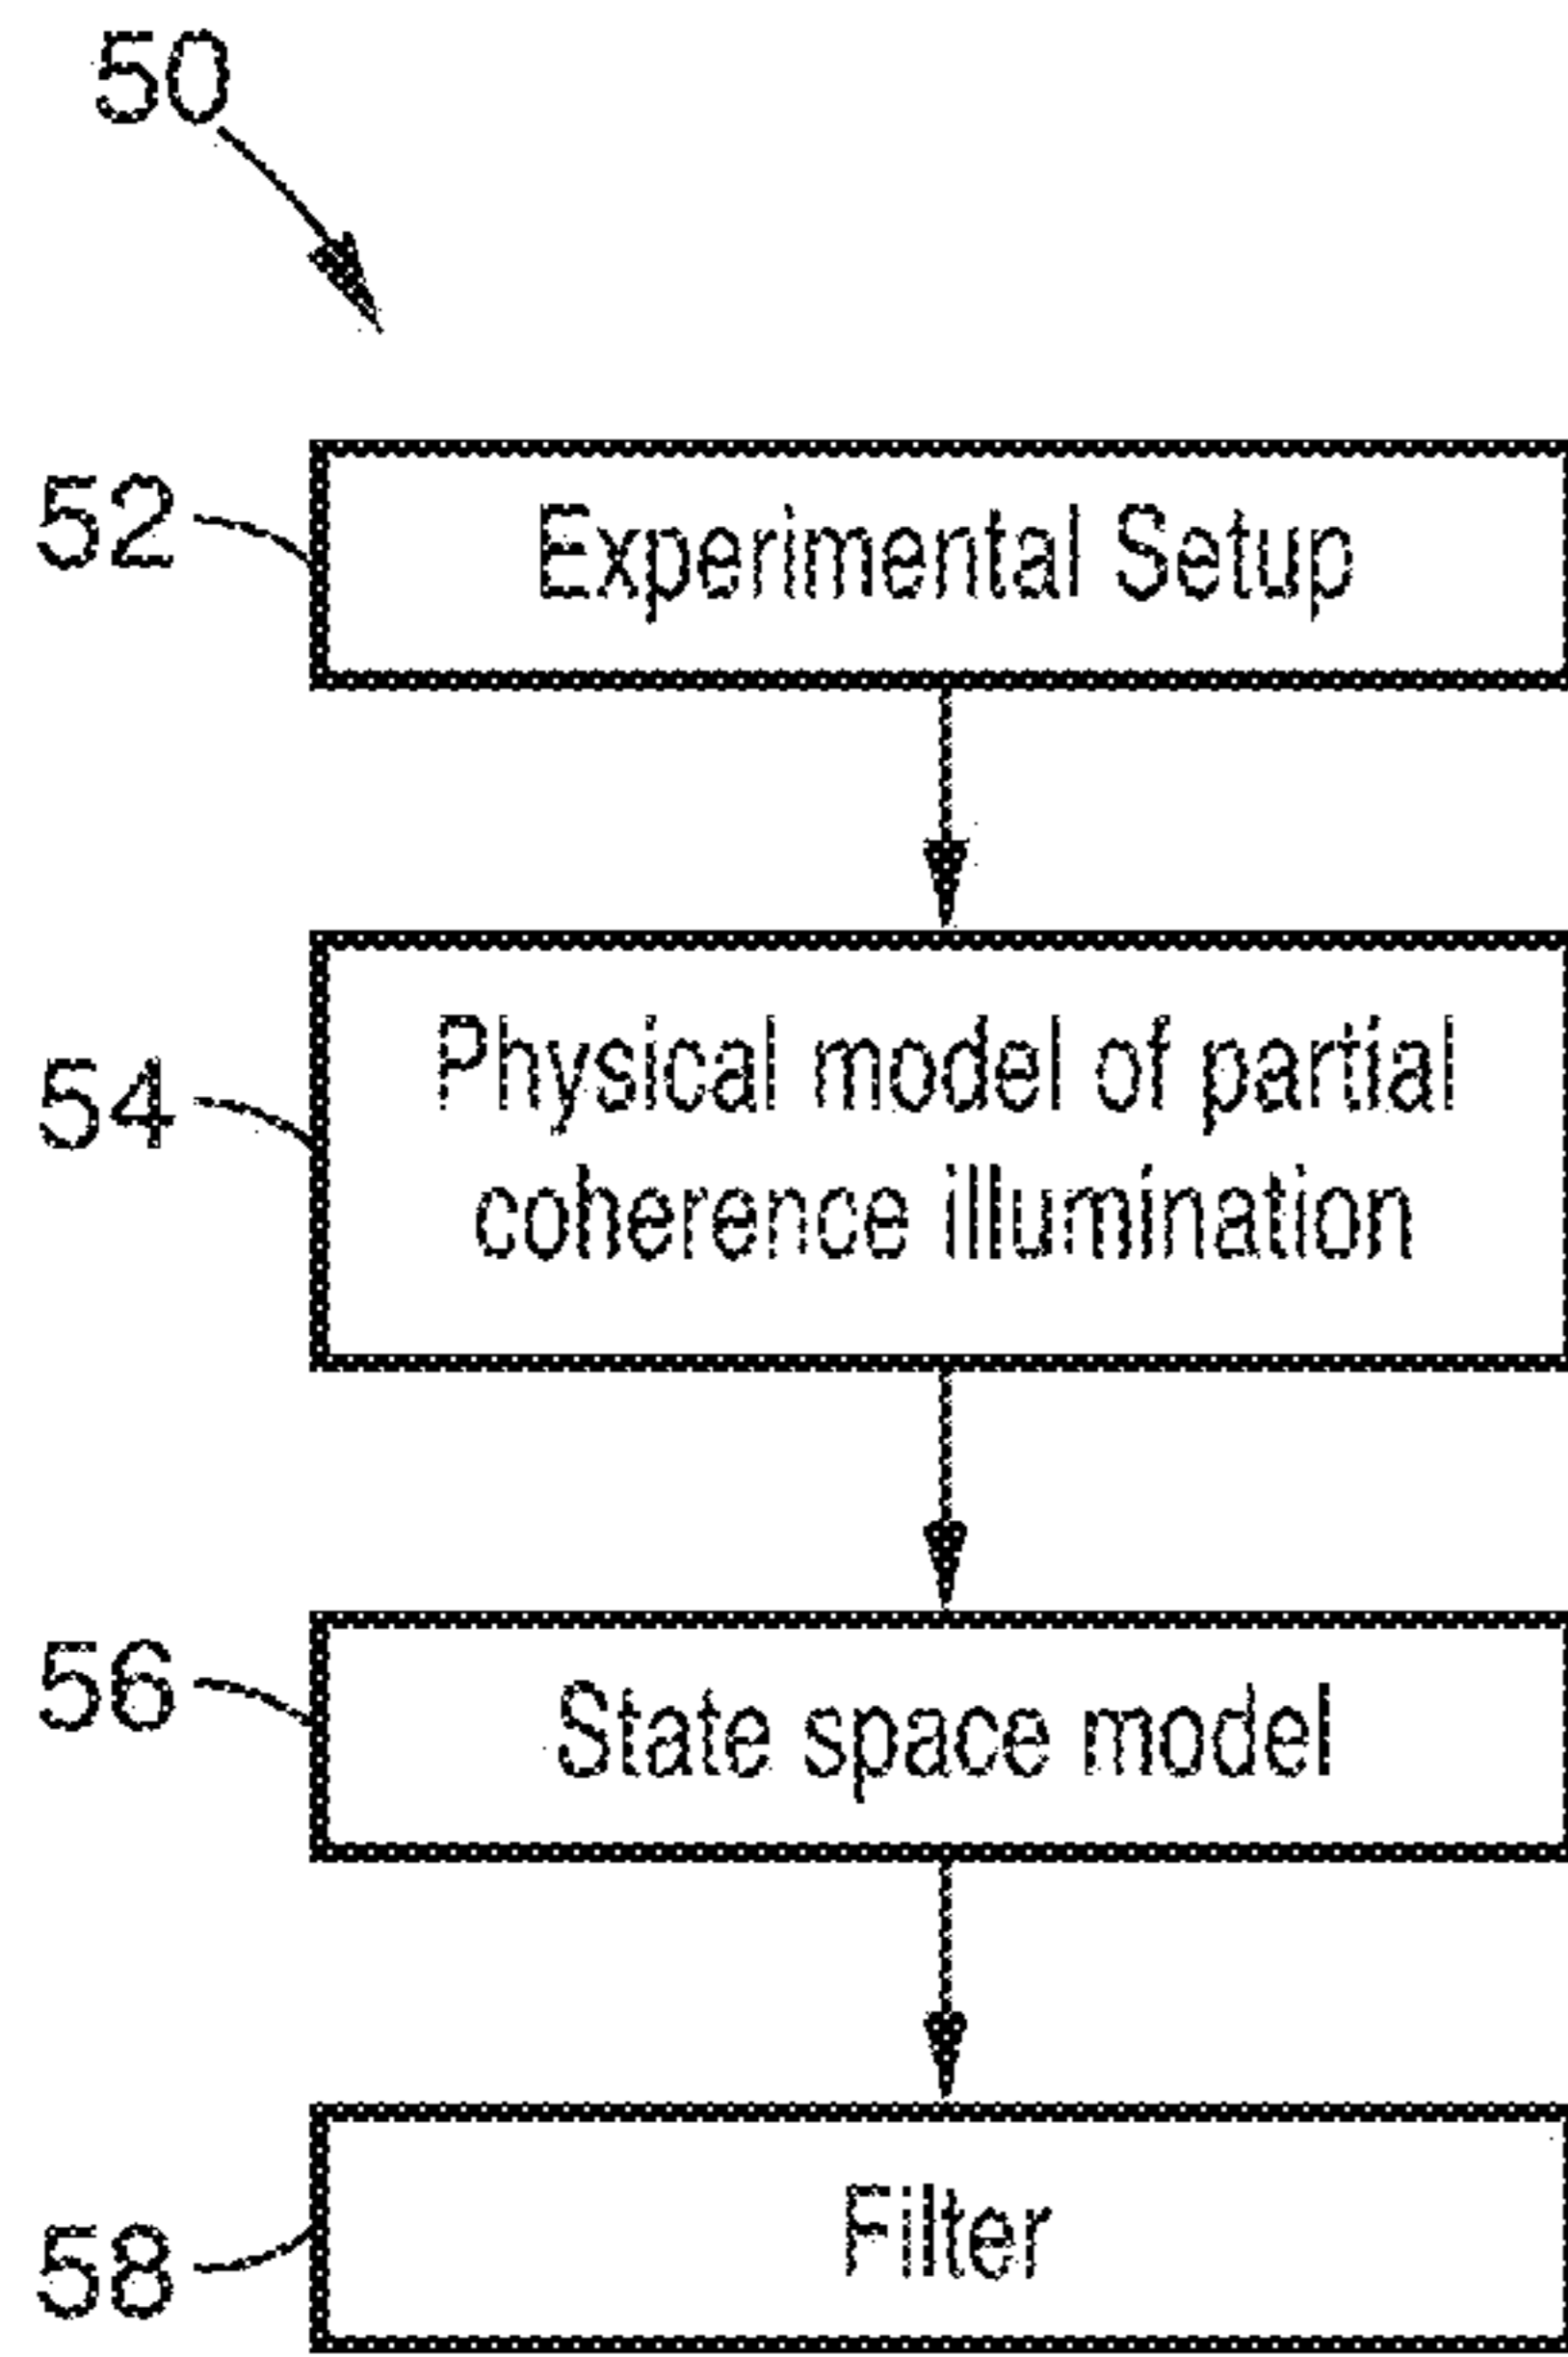 50
52
Experimental Setup
54
Physical model of partial
coherence illumination
56
State space model
58
Filter